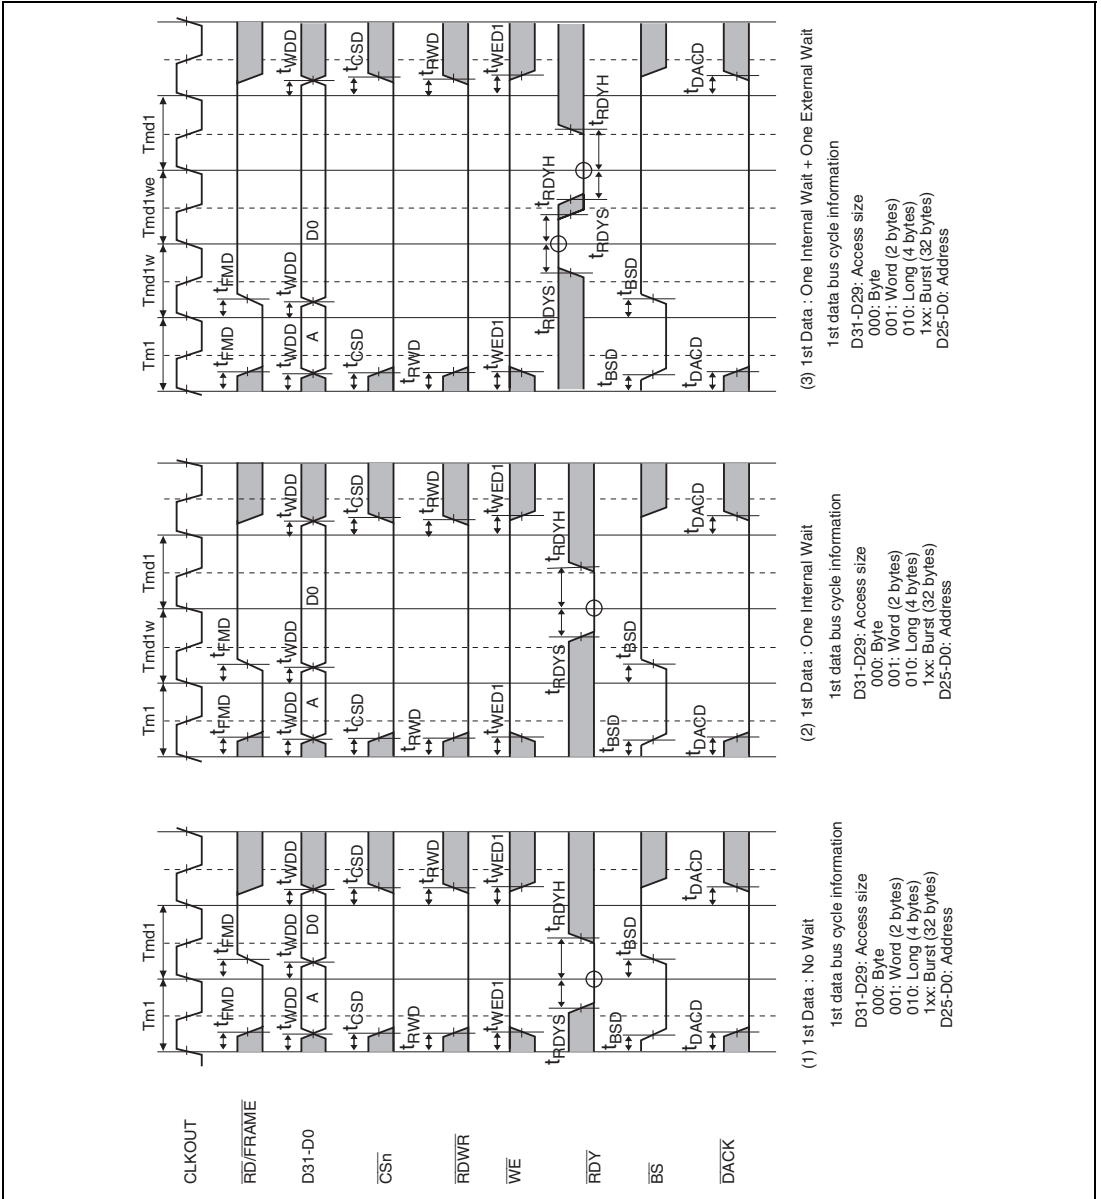 Tm1 Tmd1 Tm1 Tmd1w Tmd1 Tm1 Tmd1w Tmd1we Tmd1
CLKOUT
tFMD tFMD tFMD tFMD tFMD tFMD
RD/FRAME
tWDD tWDD tWDD tWDD tWDD tWDD tWDD tWDD tWDD
D31-D0 A D0 A D0 A D0
tCSD tCSD tCSD tCSD tCSD tCSD
CSn
tRWD tRWD tRWD tRWD tRWD tRWD
RDWR
tWED1 tWED1 tWED1 tWED1 tWED1 tWED1
WE
tRDYS tRDYH tRDYS tRDYH tRDYS tRDYH tRDYS tRDYH
RDY
tBSD tBSD tBSD tBSD tBSD tBSD
BS
tDACD tDACD tDACD tDACD tDACD tDACD
DACK
(1) 1st Data : No Wait
1st data bus cycle information
D31-D29: Access size
000: Byte
001: Word (2 bytes)
010: Long (4 bytes)
1xx: Burst (32 bytes)
D25-D0: Address
(2) 1st Data : One Internal Wait
1st data bus cycle information
D31-D29: Access size
000: Byte
001: Word (2 bytes)
010: Long (4 bytes)
1xx: Burst (32 bytes)
D25-D0: Address
(3) 1st Data : One Internal Wait + One External Wait
1st data bus cycle information
D31-D29: Access size
000: Byte
001: Word (2 bytes)
010: Long (4 bytes)
1xx: Burst (32 bytes)
D25-D0: Address